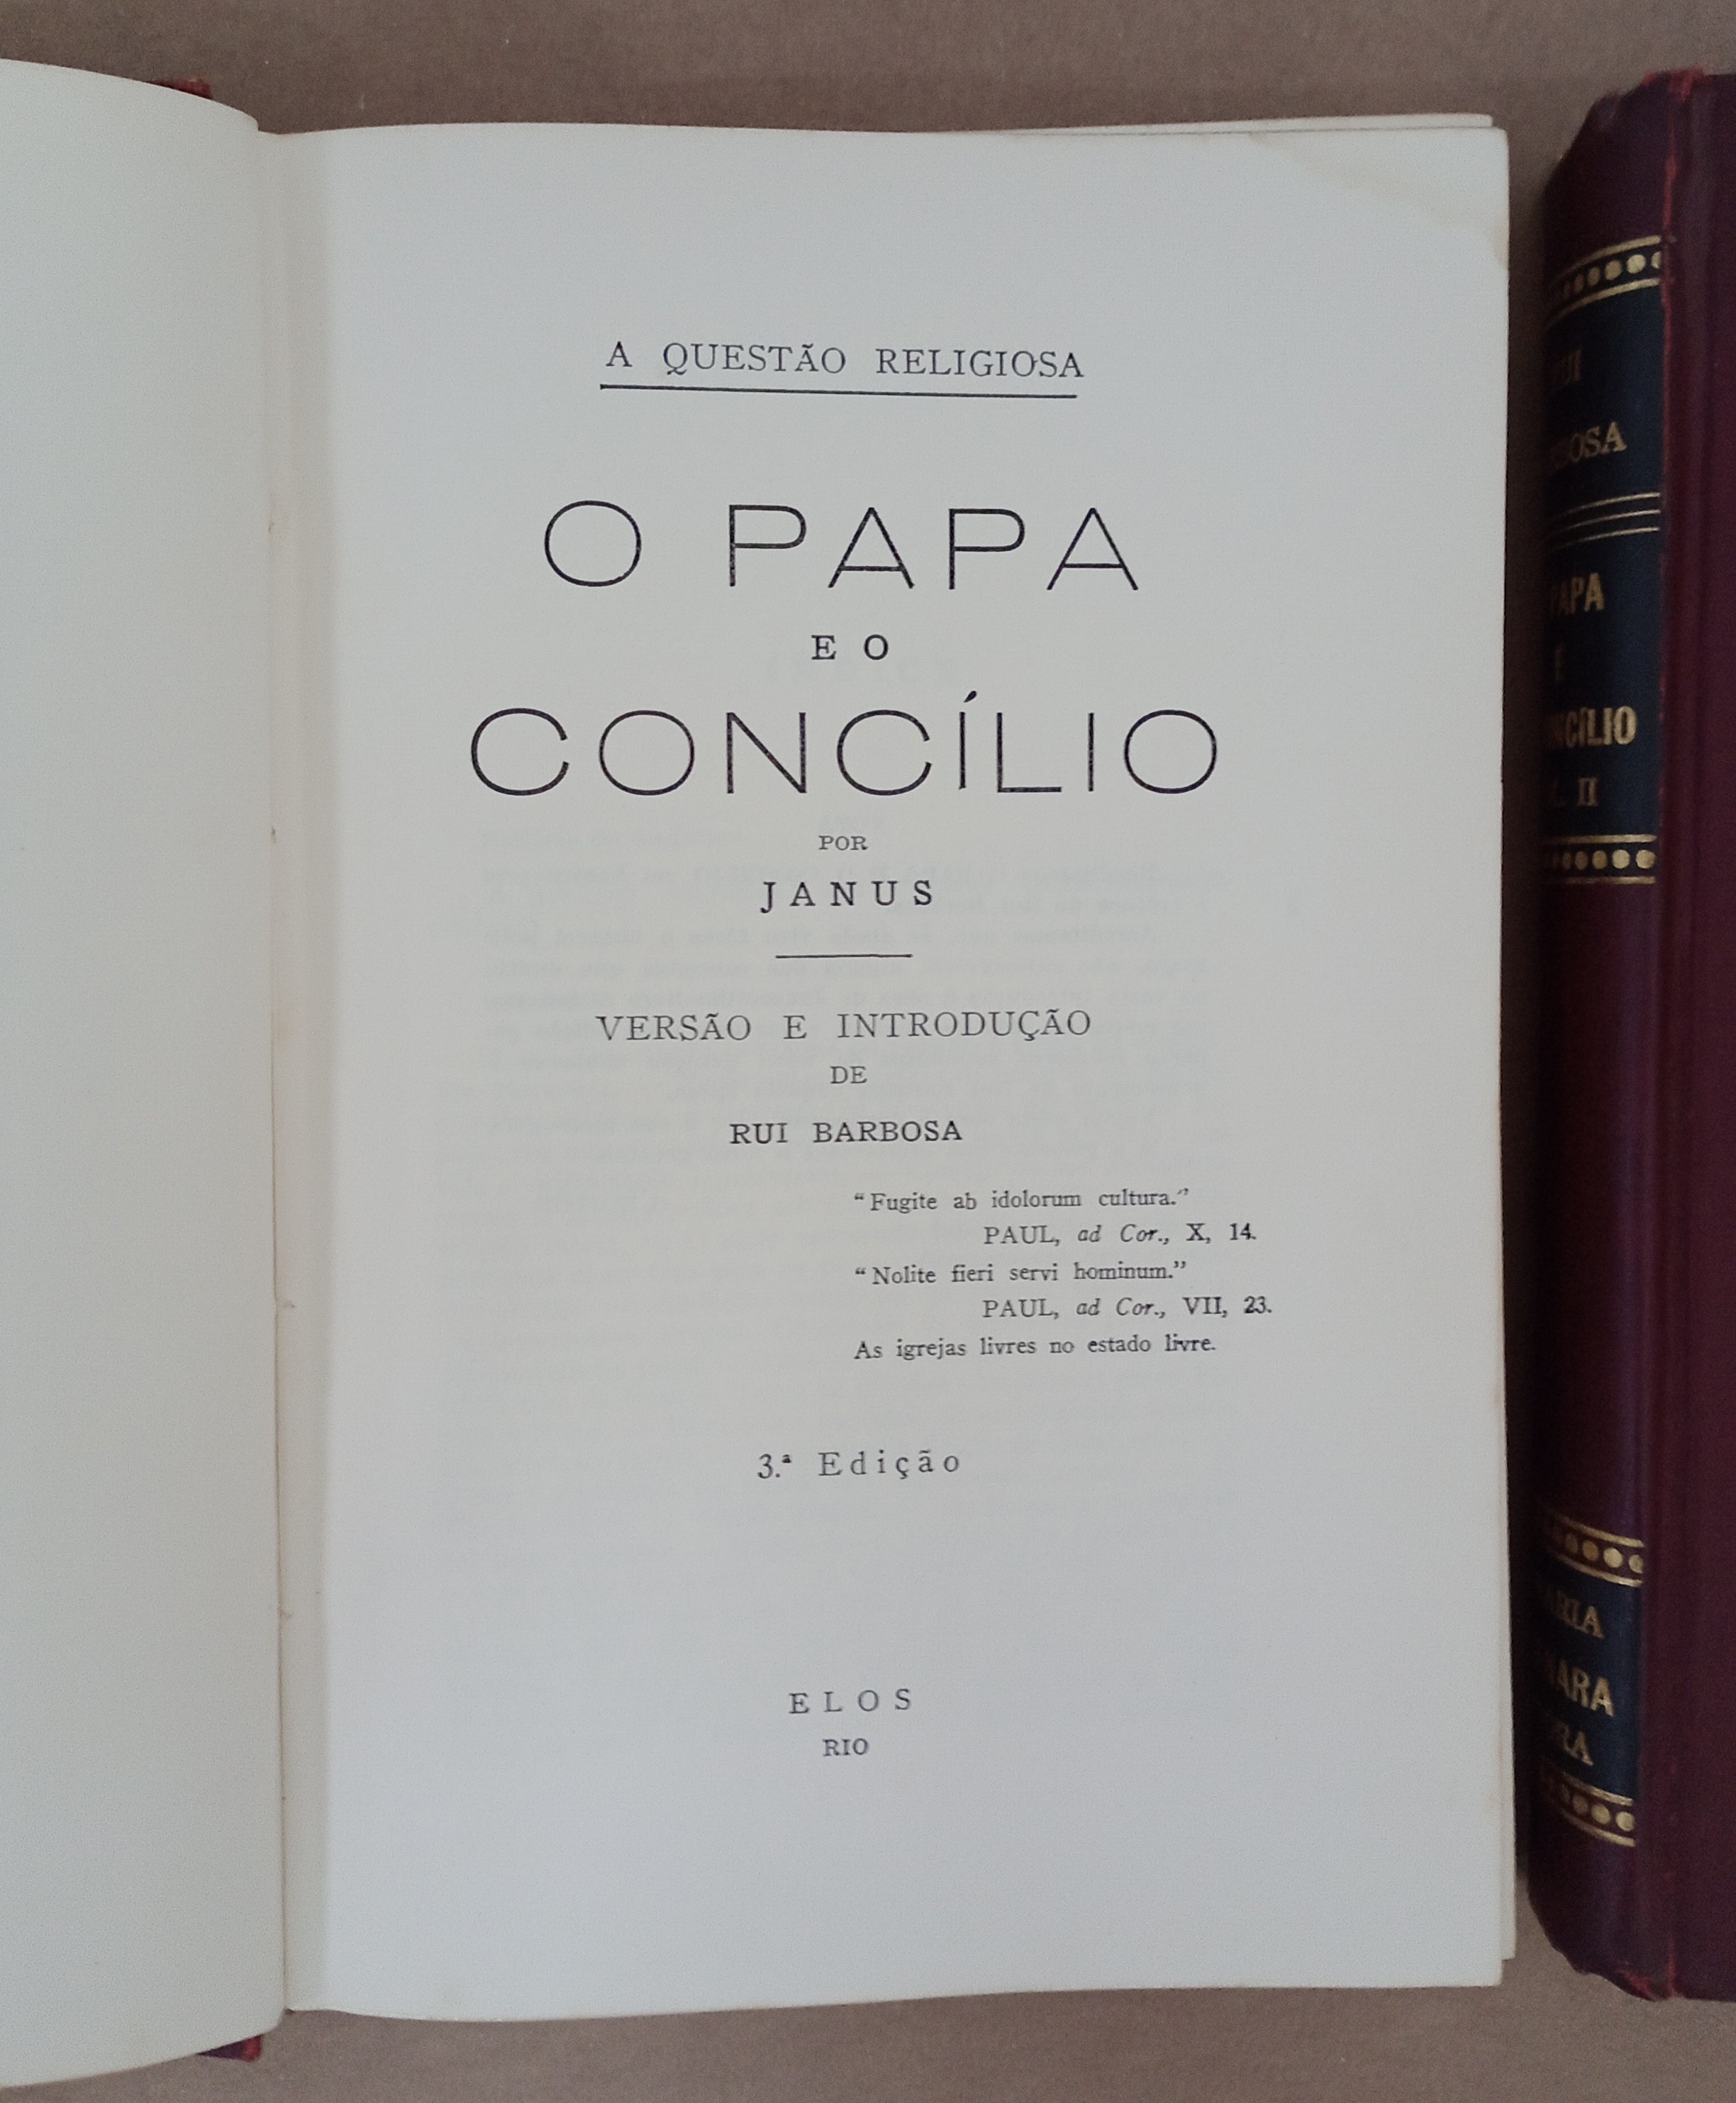 A QUESTÃO RELIGIOSA
O PAPA
E O
CONCÍLIO
POR
JANUS
VERSÃO E INTRODUÇÃO
DE
RUI BARBOSA
“Fugite ab idolorum cultura.”
PAUL, ad Cor., X, 14.
“Nolite fieri servi hominum.”
PAUL, ad Cor., VII, 23.
As igrejas livres no estado livre.
3.ª Edição
ELOS
RIO
PAPA
E
II